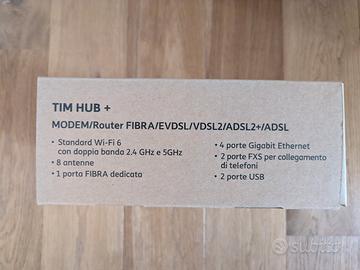 TIM HUB +
MODEM/Router FIBRA/EVDSL/VDSL2/ADSL2+/ADSL
• Standard Wi-Fi 6
con doppia banda 2.4 GHz e 5GHz
• 8 antenne
• 1 porta FIBRA dedicata
• 4 porte Gigabit Ethernet
• 2 porte FXS per collegamento
di telefoni
• 2 porte USB
subito